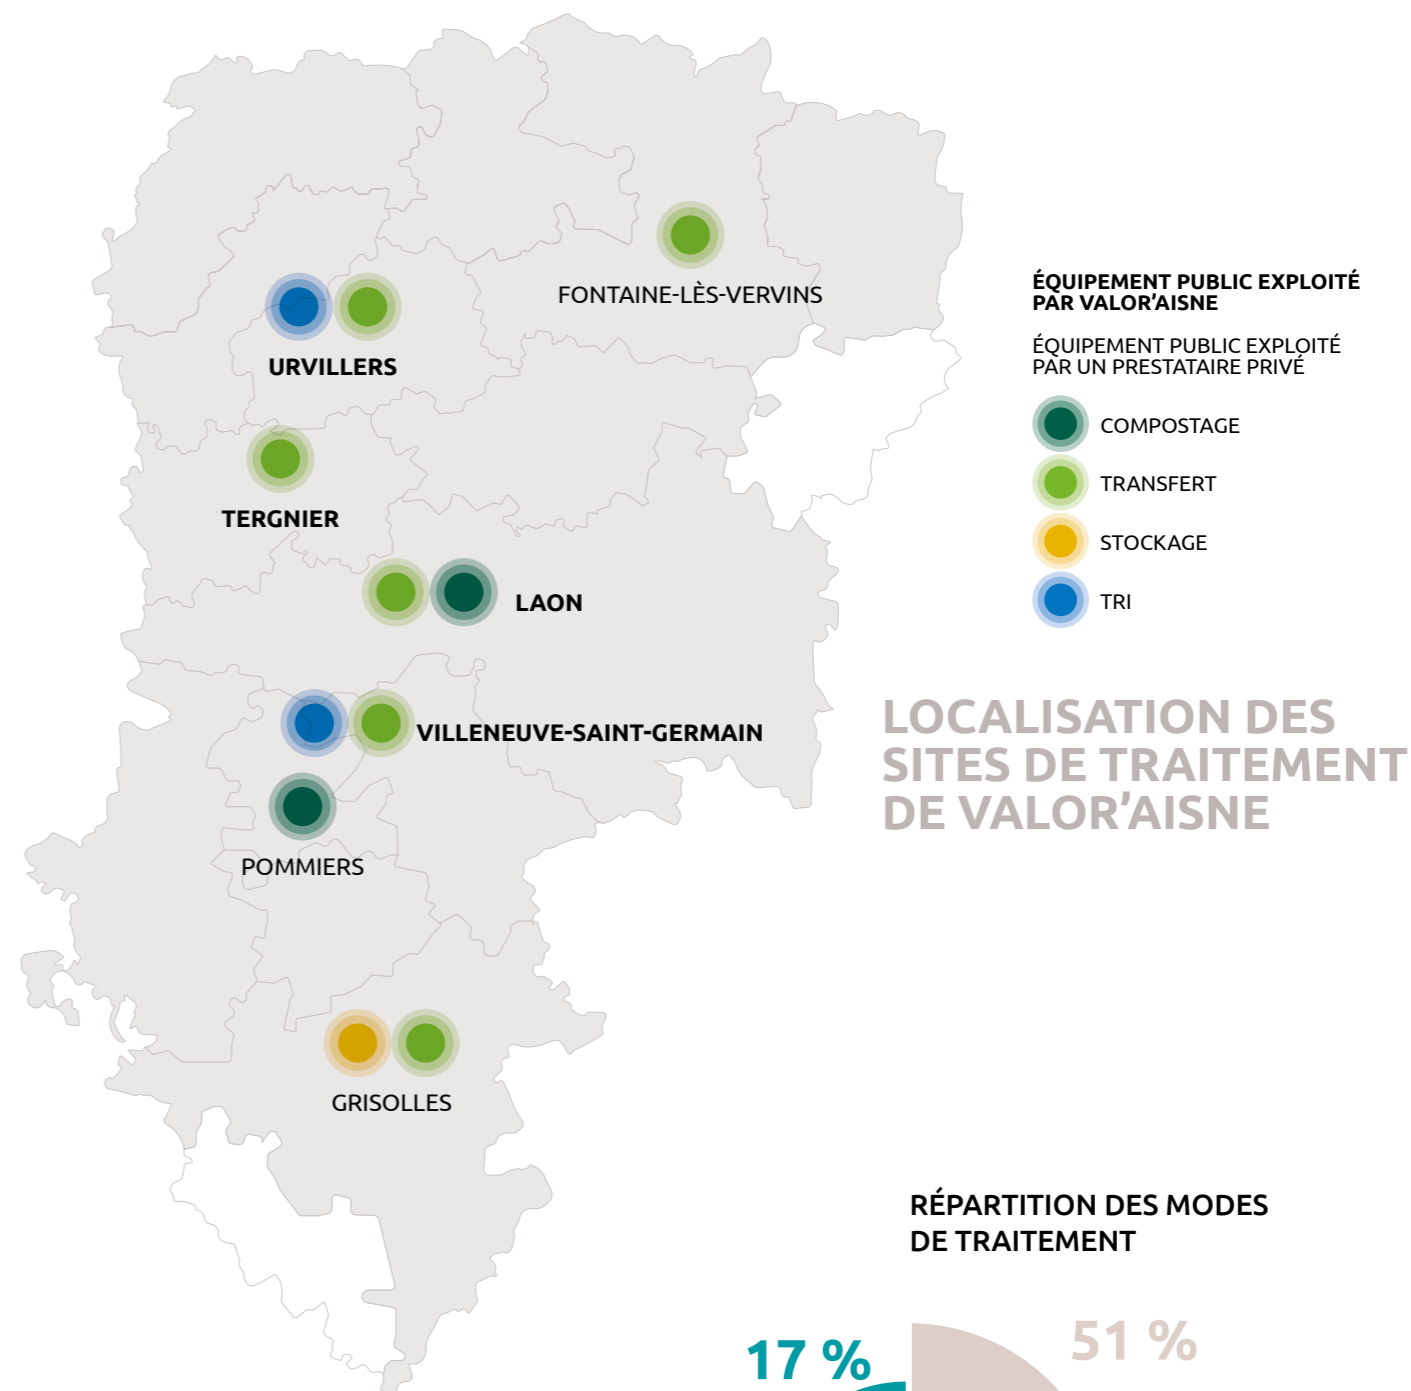 FONTAINE-LÈS-VERVINS
URVILLERS
TERGNIER
LAON
VILLENEUVE-SAINT-GERMAIN
POMMIERS
GRISOLLES
ÉQUIPEMENT PUBLIC EXPLOITÉ
PAR VALOR’AISNE
ÉQUIPEMENT PUBLIC EXPLOITÉ
PAR UN PRESTATAIRE PRIVÉ
COMPOSTAGE
TRANSFERT
STOCKAGE
TRI
LOCALISATION DES
SITES DE TRAITEMENT
DE VALOR’AISNE
RÉPARTITION DES MODES
DE TRAITEMENT
17 %
51 %